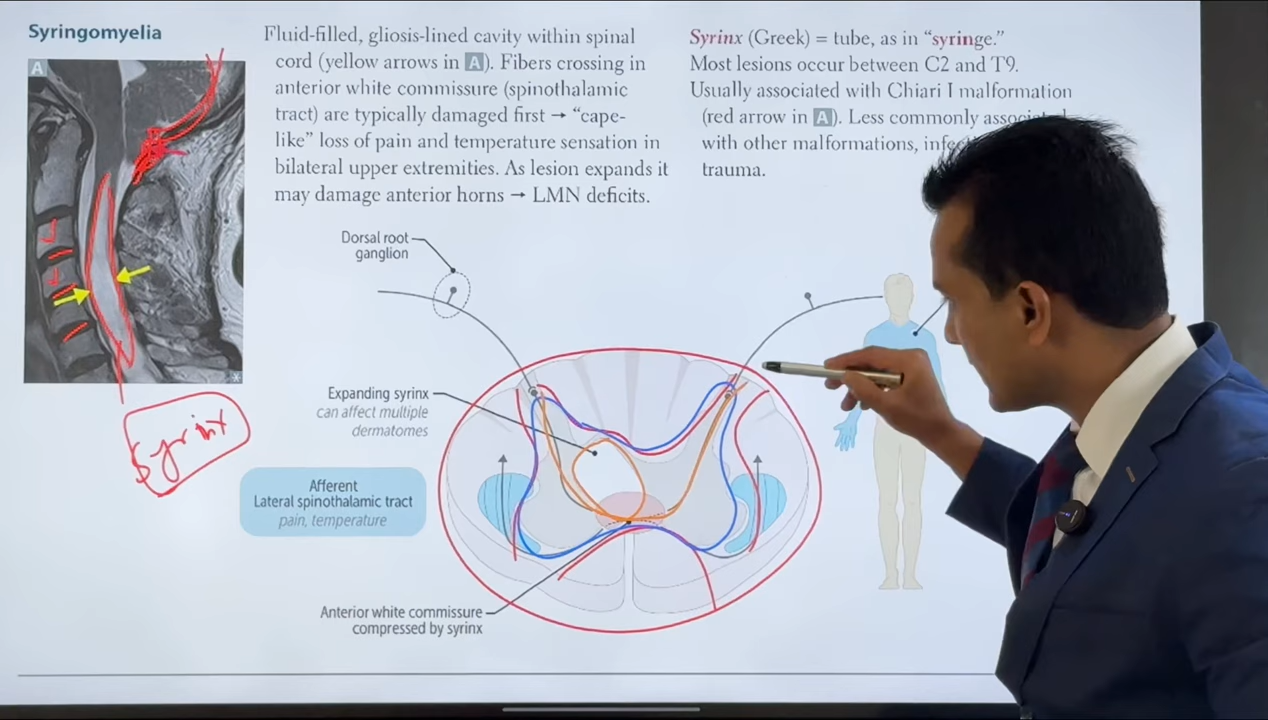 Syringomyelia
A
Fluid-filled, gliosis-lined cavity within spinal
cord (yellow arrows in A). Fibers crossing in
anterior white commissure (spinothalamic
tract) are typically damaged first → “cape-
like” loss of pain and temperature sensation in
bilateral upper extremities. As lesion expands it
may damage anterior horns → LMN deficits.
Syrinx (Greek) = tube, as in “syringe.”
Most lesions occur between C2 and T9.
Usually associated with Chiari I malformation
(red arrow in A). Less commonly
with other malformations,
trauma.
Dorsal root
ganglion
Expanding syrinx
can affect multiple
dermatomes
Syrinx
Afferent
Lateral spinothalamic tract
pain, temperature
Anterior white commissure
compressed by syrinx